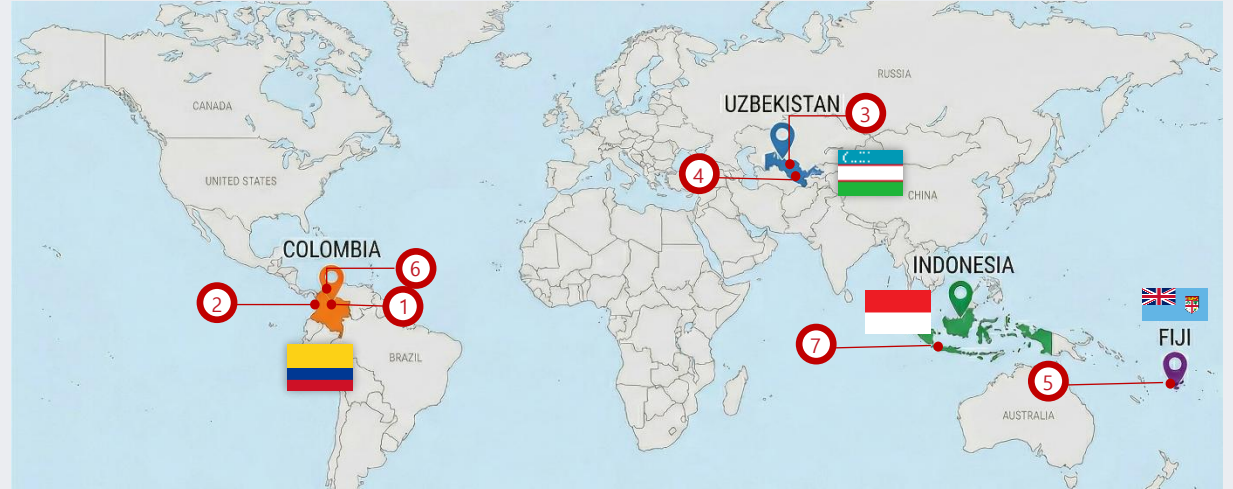 RUSSIA
CANADA
UZBEKISTAN
3
4
UNITED STATES
CHINA
COLOMBIA
6
INDONESIA
2
1
FIJI
7
BRAZIL
5
AUSTRALIA